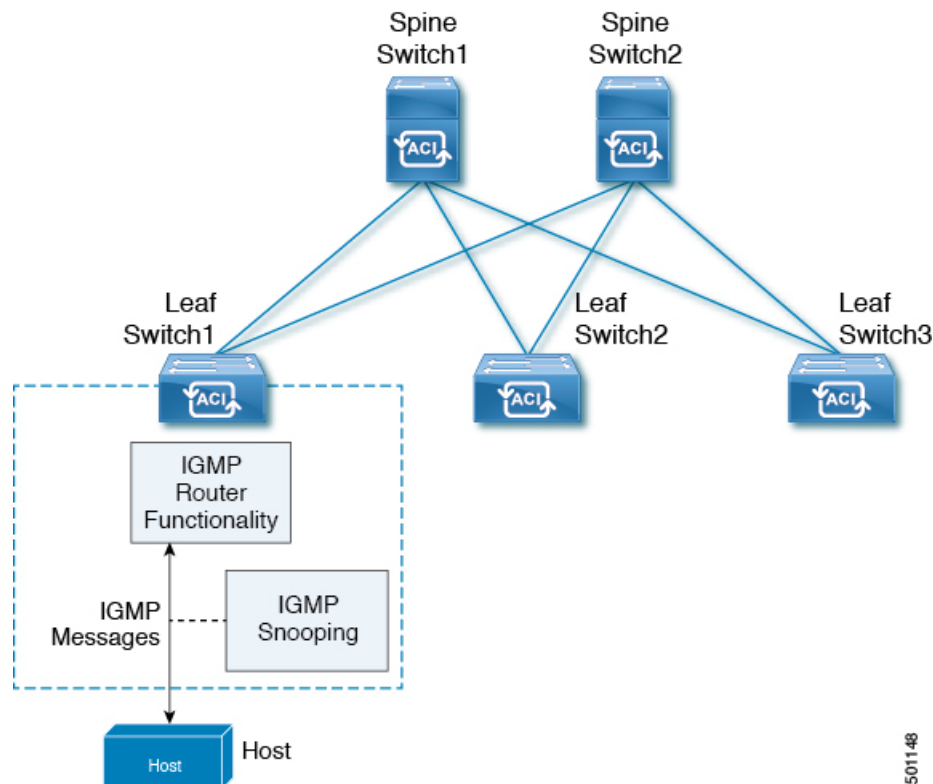 Spine
Switch1
Spine
Switch2
ACI
ACI
Leaf
Switch1
Leaf
Switch2
Leaf
Switch3
ACI
ACI
ACI
IGMP
Router
Functionality
IGMP
Messages
IGMP
Snooping
Host
Host
501148